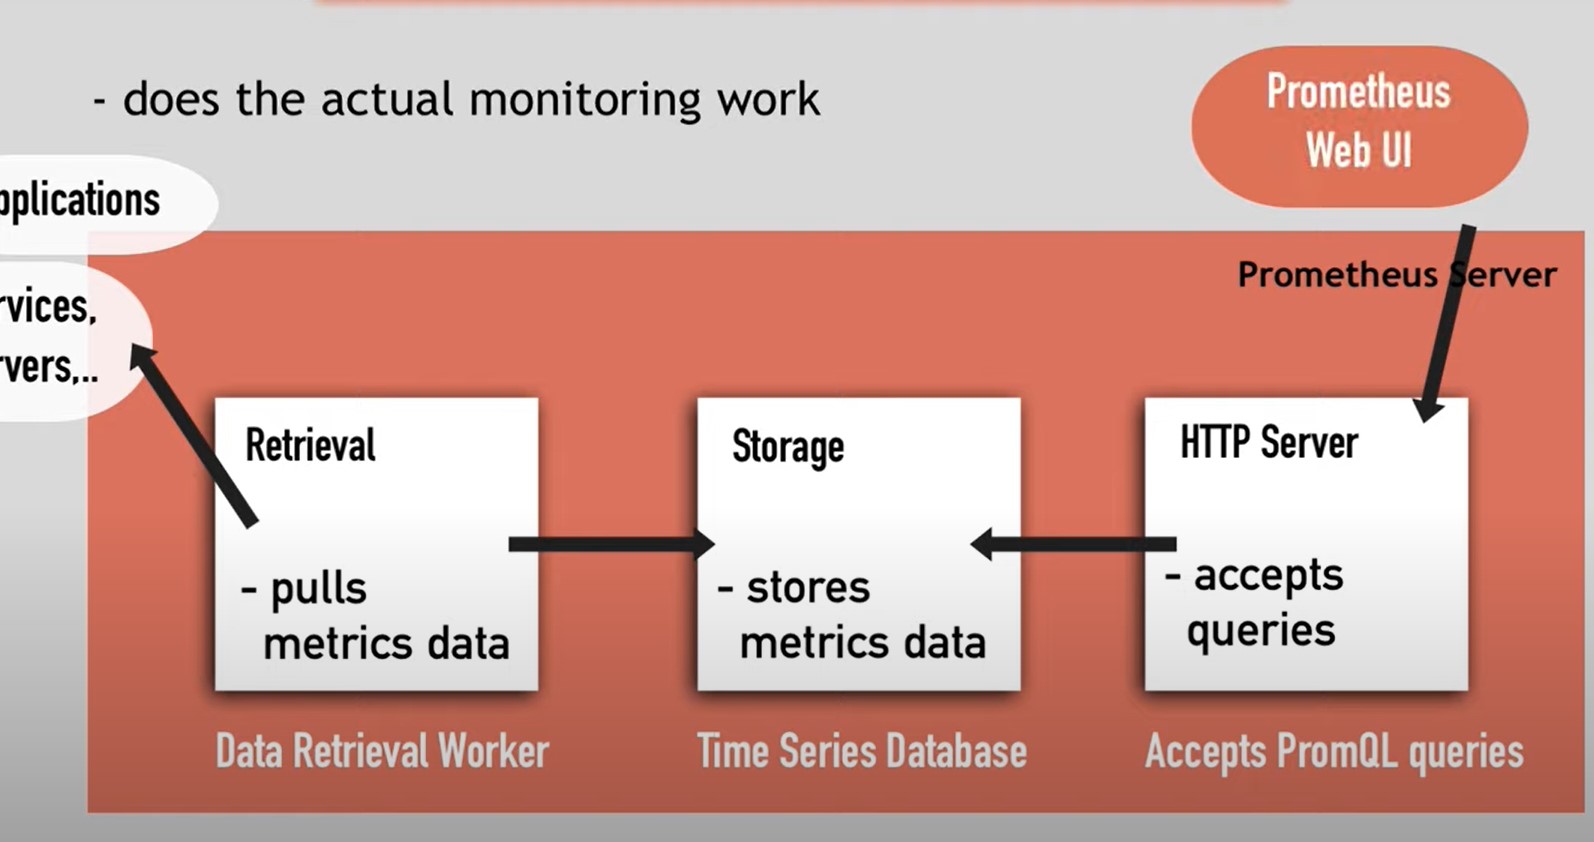 - does the actual monitoring work
Prometheus
Web UI
pplications
rvices,
rvers,..
Prometheus Server
Retrieval
- pulls
metrics data
Storage
- stores
metrics data
HTTP Server
- accepts
queries
Data Retrieval Worker
Time Series Database
Accepts PromQL queries